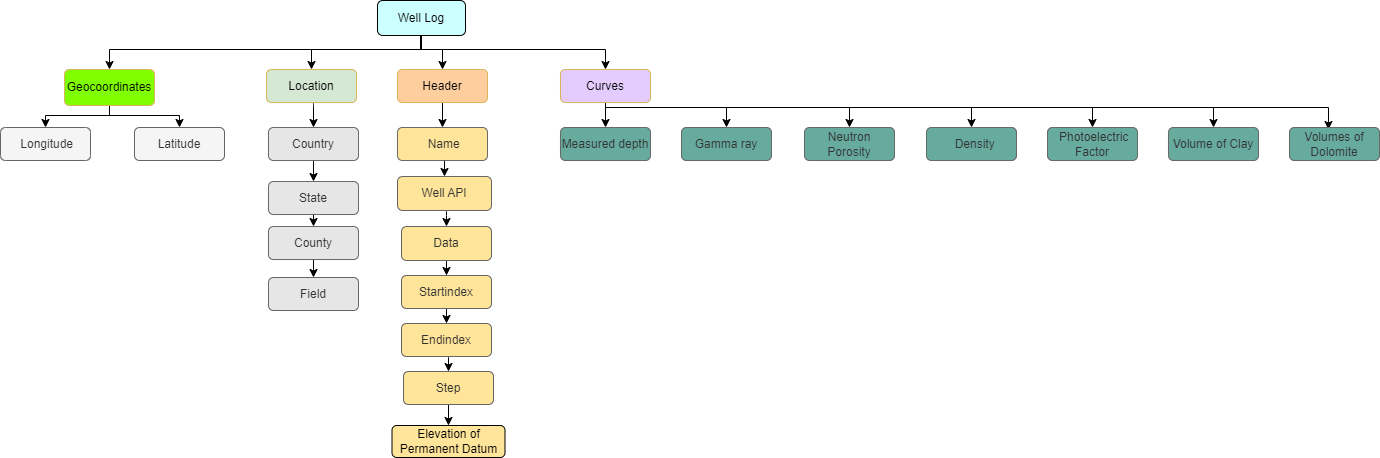 Well Log
Geocoordinates
Location
Header
Curves
Longitude
Latitude
Country
Name
Measured depth
Gamma ray
Neutron
Porosity
Density
Photoelectric
Factor
Volume of Clay
Volumes of
Dolomite
State
Well API
County
Data
Field
Startindex
Endindex
Step
Elevation of
Permanent Datum